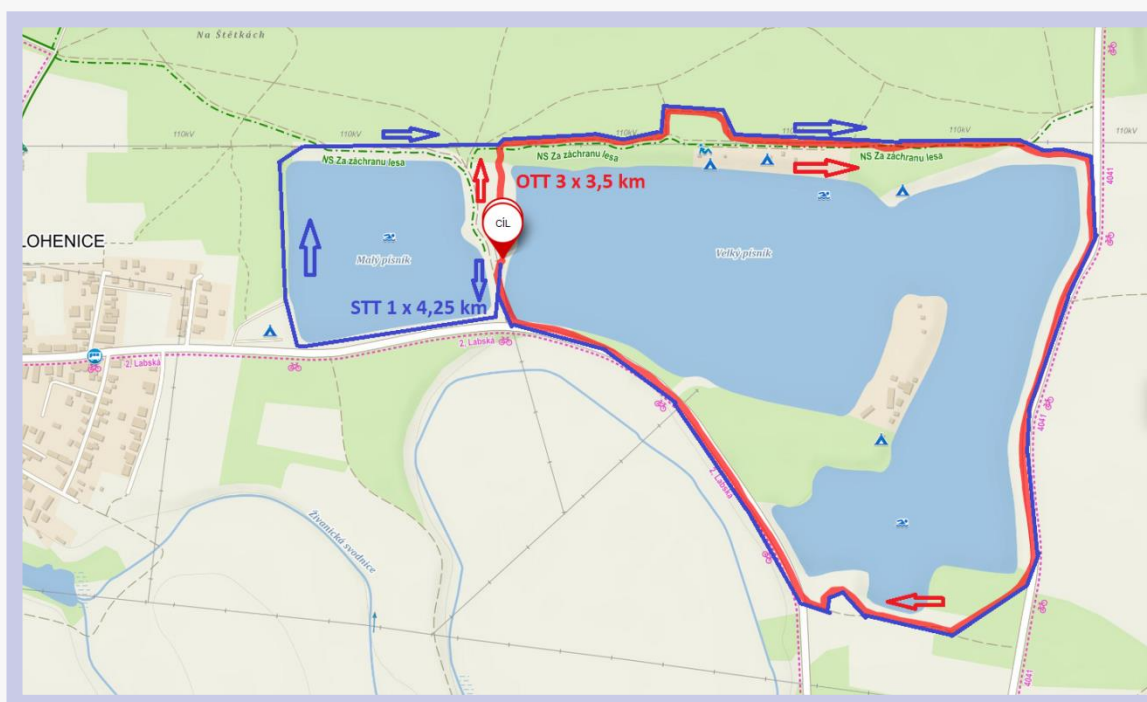 Na Štětkách
110kV
110kV
110kV
110kV
110kV
110kV
4041
NS Za záchranu lesa
NS Za záchranu lesa
NS Za záchranu lesa
OTT 3 x 3,5 km
CÍL
LOHENICE
Malý písník
Velký písník
STT 1 x 4,25 km
2. Labská
2. Labská
4041
2. Labská
Živanická svodnice
4041